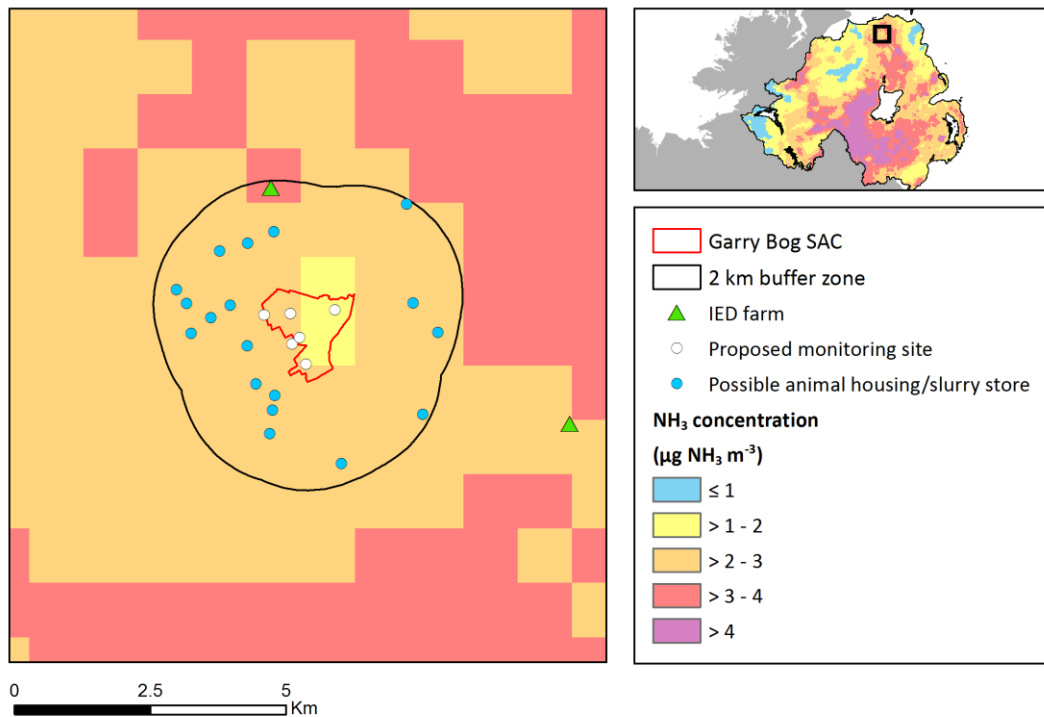 Garry Bog SAC
2 km buffer zone
IED farm
Proposed monitoring site
Possible animal housing/slurry store
NH₃ concentration
(µg NH₃ m⁻³)
≤ 1
> 1 - 2
> 2 - 3
> 3 - 4
> 4
0 2.5 5
Km